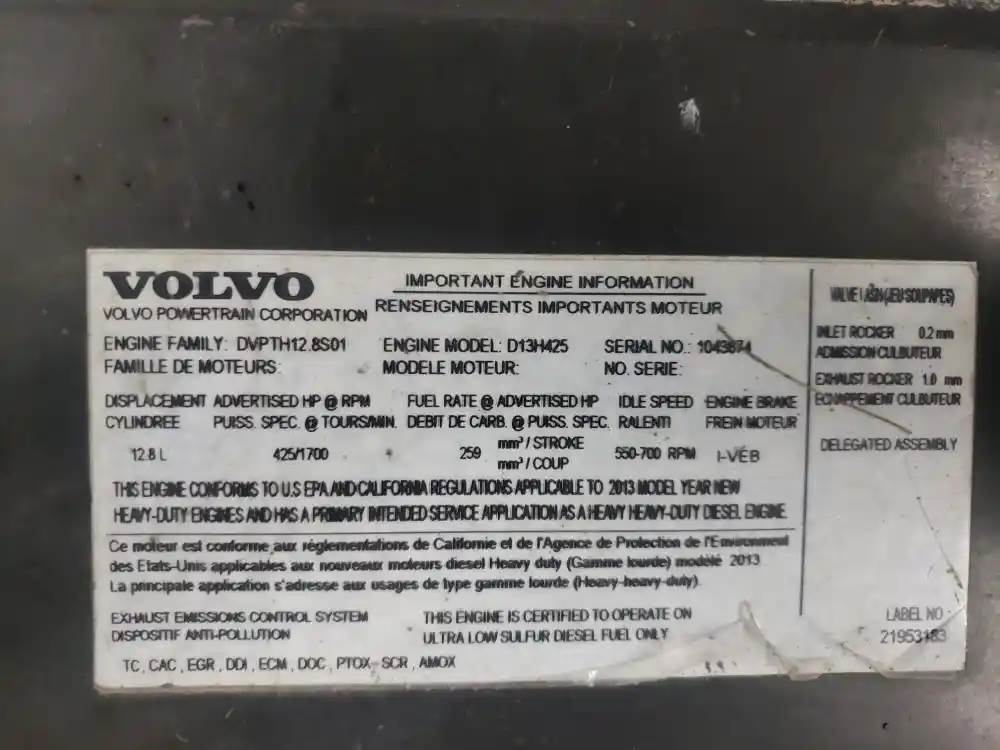 VOLVO
VOLVO POWERTRAIN CORPORATION
IMPORTANT ENGINE INFORMATION
RENSEIGNEMENTS IMPORTANTS MOTEUR
ENGINE FAMILY: DVPTH12.8S01 ENGINE MODEL: D13H425 SERIAL NO.:
FAMILLE DE MOTEURS: MODELE MOTEUR: NO. SERIE:
DISPLACEMENT ADVERTISED HP @ RPM FUEL RATE @ ADVERTISED HP IDLE SPEED ENGINE BRAKE
CYLINDREE PUISS. SPEC. @ TOURS/MIN. DEBIT DE CARB. @ PUISS. SPEC. RALENTI FREIN MOTEUR
12.8 L 425/1700 259 mm³ / STROKE 550-700 RPM I-VEB
mm³ / COUP
THIS ENGINE CONFORMS TO U.S EPA AND CALIFORNIA REGULATIONS APPLICABLE TO 2013 MODEL YEAR NEW
HEAVY-DUTY ENGINES AND HAS A PRIMARY INTENDED SERVICE APPLICATION AS A HEAVY HEAVY-DUTY DIESEL ENGINE
Ce moteur est conforme aux réglementations de Californie et de l'Agence de Protection de l'Environment
des Etats-Unis applicables aux nouveaux moteurs diesel Heavy duty (Gamme lourde) modélé 2013
La principale application s'adresse aux usages de type gamme lourde (Heavy-heavy-duty).
EXHAUST EMISSIONS CONTROL SYSTEM
DISPOSITIF ANTI-POLLUTION
THIS ENGINE IS CERTIFIED TO OPERATE ON
ULTRA LOW SULFUR DIESEL FUEL ONLY
TC, CAC, EGR, DDI, ECM, DOC, PTOX, SCR, AMOX
(JEU SOUPAPES)
INLET ROCKER 0.2 mm
ADMISSION CULBUTEUR
EXHAUST ROCKER 1.0 mm
ECHAPPEMENT CULBUTEUR
DELEGATED ASSEMBLY
LABEL NO